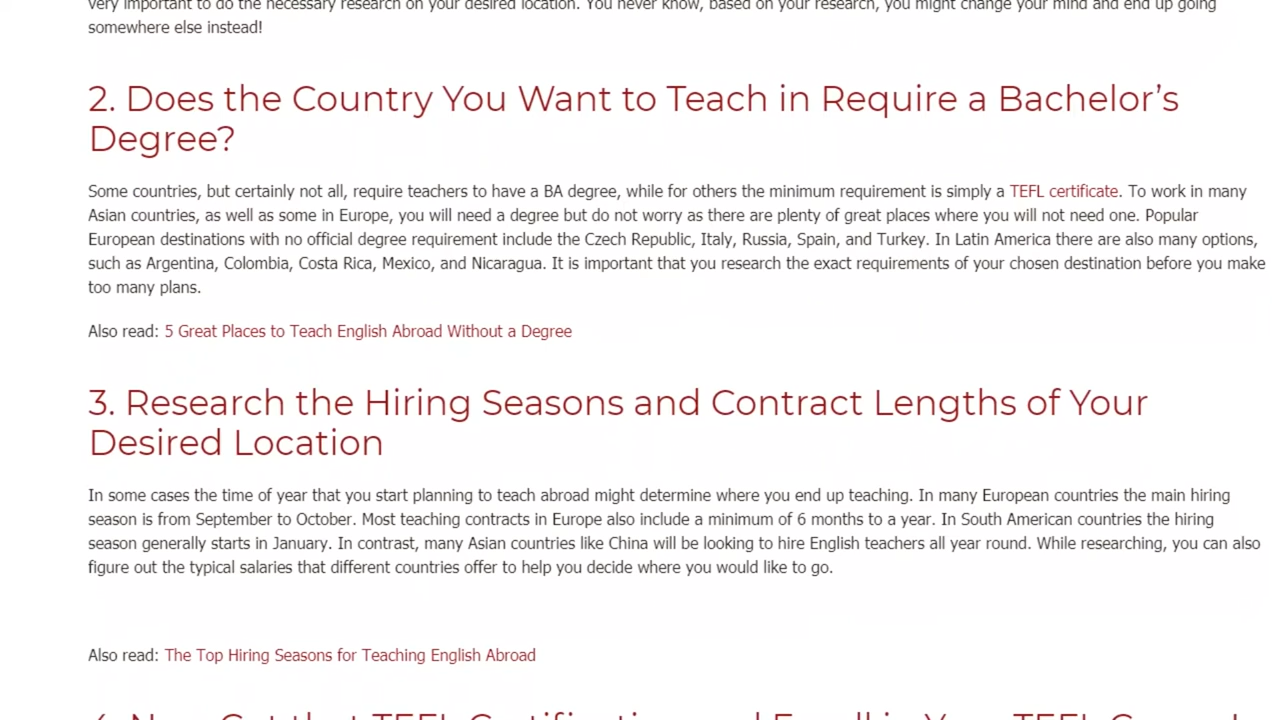 very important to do the necessary research on your desired location. You never know, based on your research, you might change your mind and end up going
somewhere else instead!
2. Does the Country You Want to Teach in Require a Bachelor’s
Degree?
Some countries, but certainly not all, require teachers to have a BA degree, while for others the minimum requirement is simply a TEFL certificate. To work in many
Asian countries, as well as some in Europe, you will need a degree but do not worry as there are plenty of great places where you will not need one. Popular
European destinations with no official degree requirement include the Czech Republic, Italy, Russia, Spain, and Turkey. In Latin America there are also many options,
such as Argentina, Colombia, Costa Rica, Mexico, and Nicaragua. It is important that you research the exact requirements of your chosen destination before you make
too many plans.
Also read: 5 Great Places to Teach English Abroad Without a Degree
3. Research the Hiring Seasons and Contract Lengths of Your
Desired Location
In some cases the time of year that you start planning to teach abroad might determine where you end up teaching. In many European countries the main hiring
season is from September to October. Most teaching contracts in Europe also include a minimum of 6 months to a year. In South American countries the hiring
season generally starts in January. In contrast, many Asian countries like China will be looking to hire English teachers all year round. While researching, you can also
figure out the typical salaries that different countries offer to help you decide where you would like to go.
Also read: The Top Hiring Seasons for Teaching English Abroad